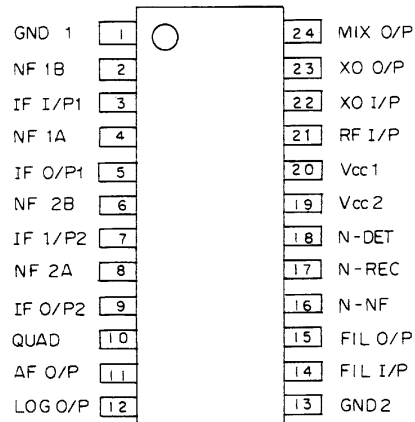 GND 1 1 24 MIX O/P
NF 1B 2 23 XO O/P
IF I/P1 3 22 XO I/P
NF 1A 4 21 RF I/P
IF O/P1 5 20 Vcc1
NF 2B 6 19 Vcc2
IF 1/P2 7 18 N-DET
NF 2A 8 17 N-REC
IF O/P2 9 16 N-NF
QUAD 10 15 FIL O/P
AF O/P 11 14 FIL I/P
LOG O/P 12 13 GND2